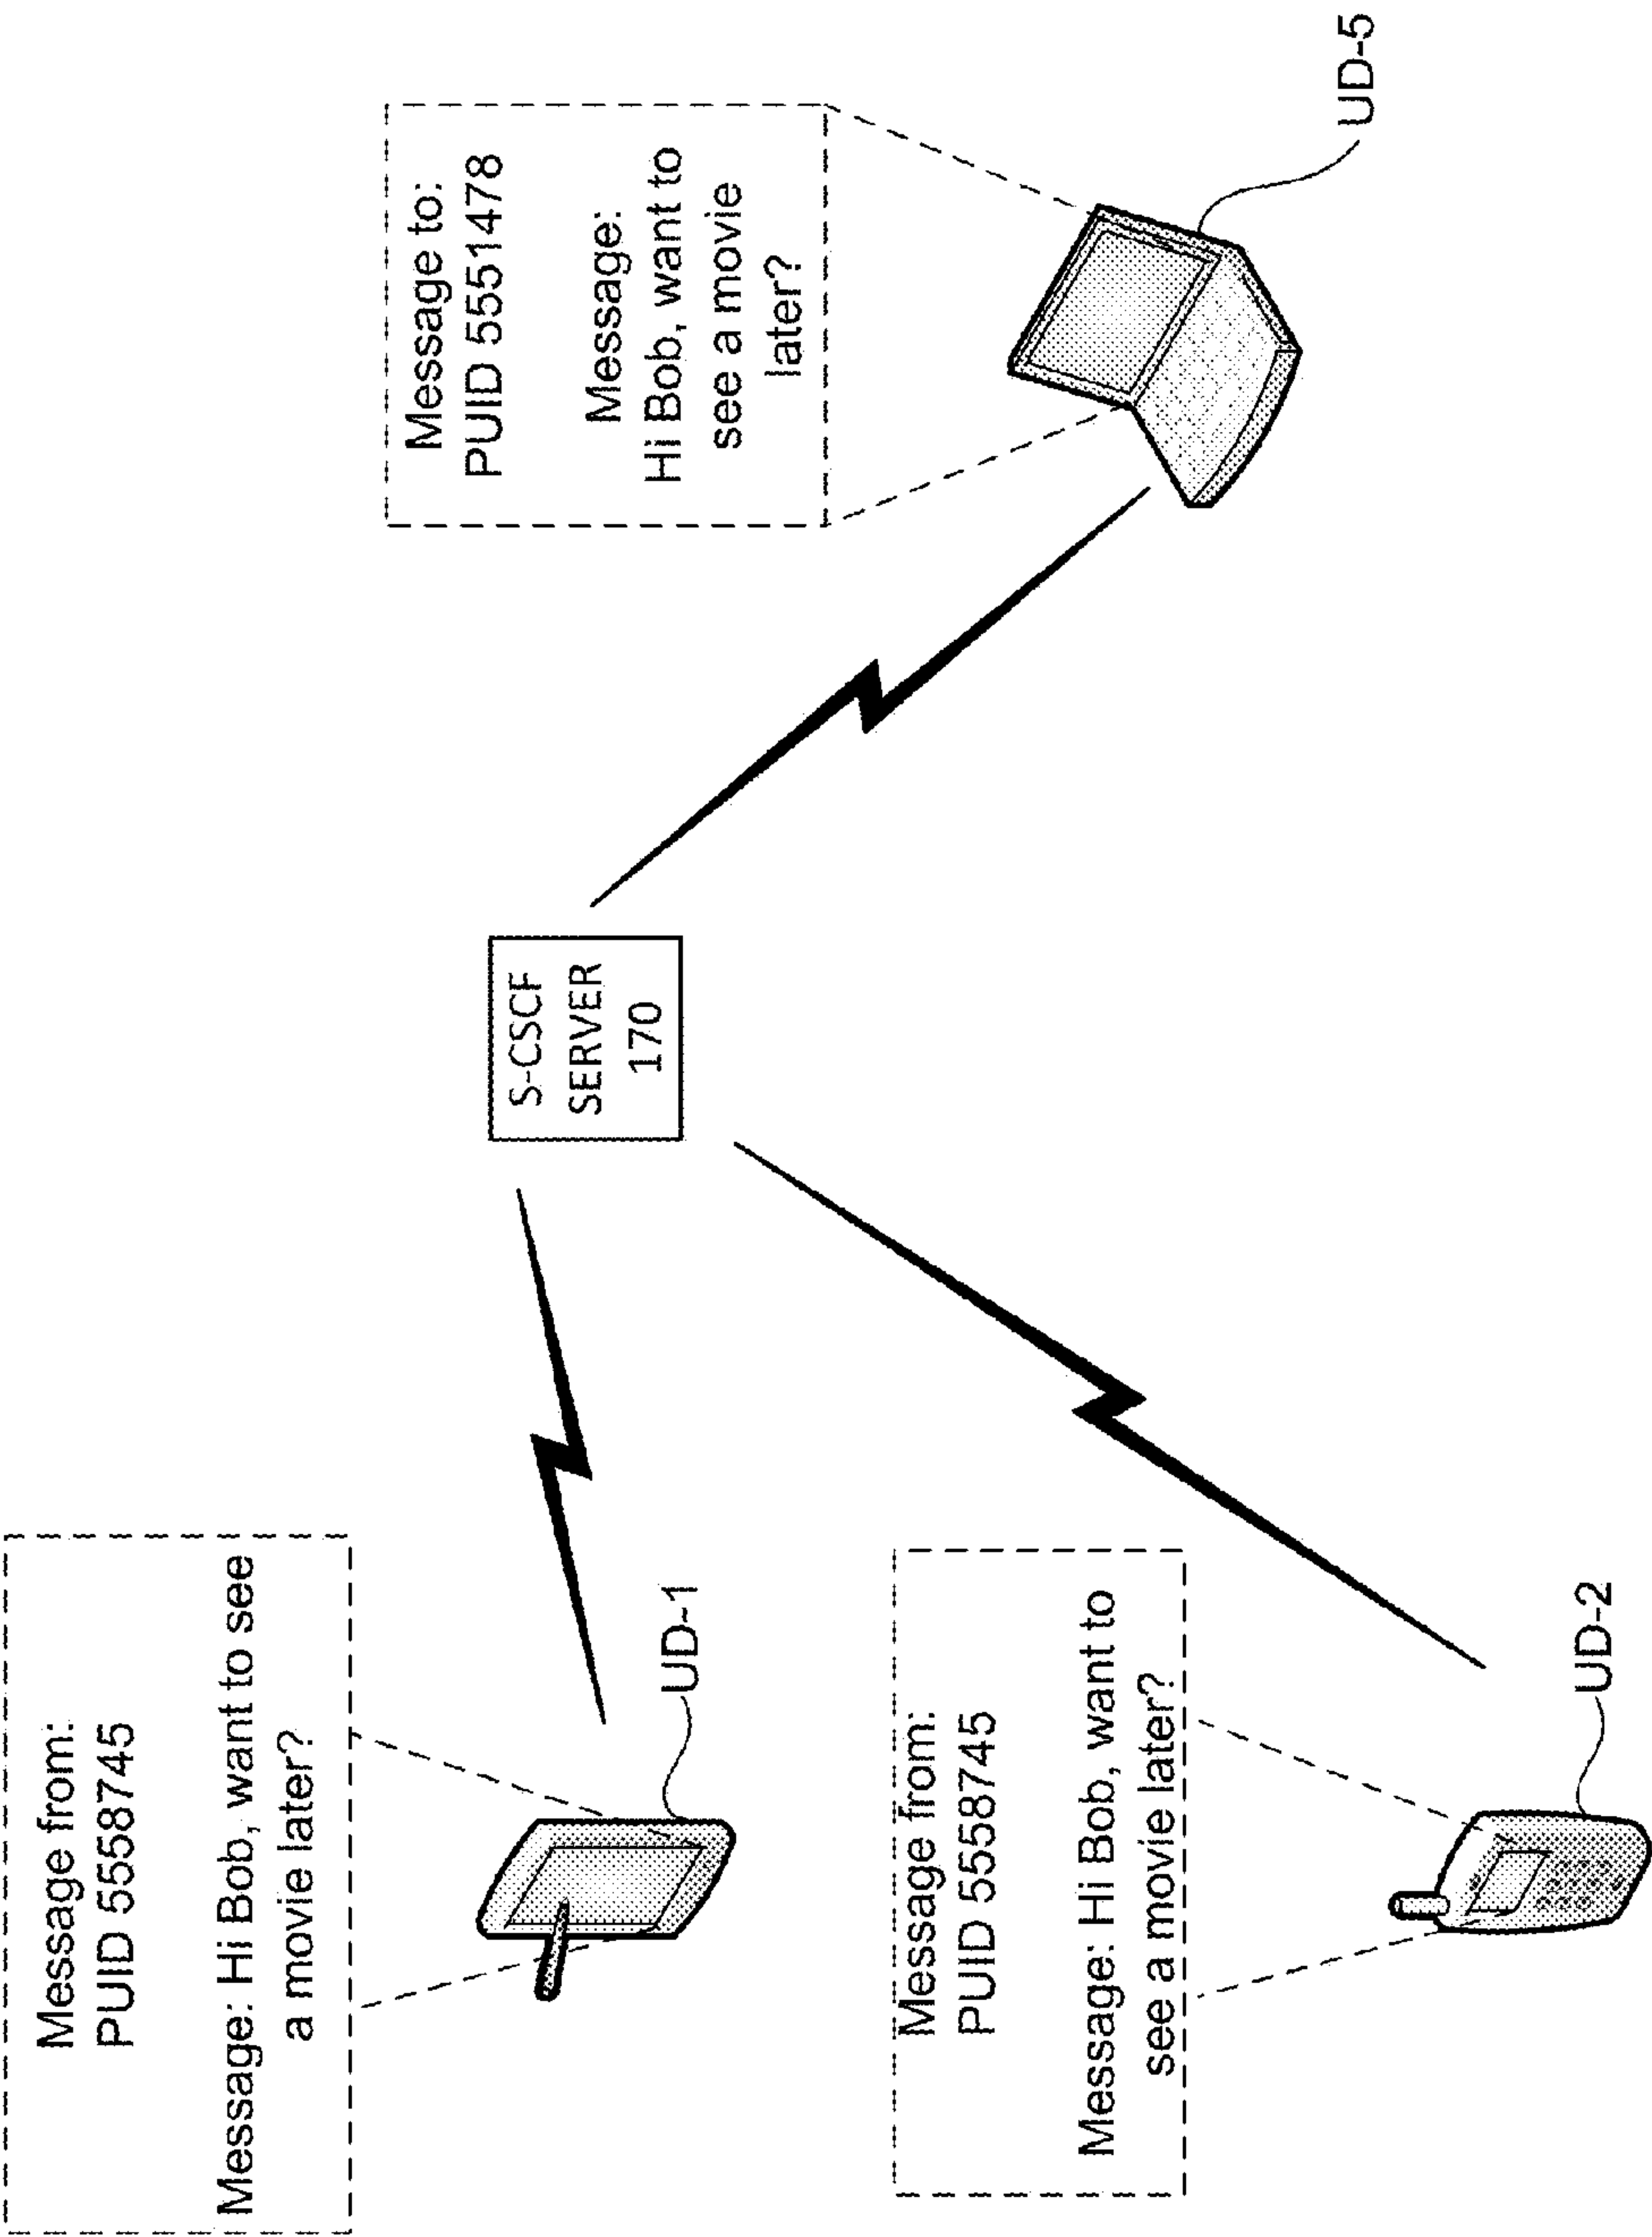 Message from:
PUID 5558745
Message: Hi Bob, want to see
a movie later?
UD-1
Message from:
PUID 5558745
Message: Hi Bob, want to
see a movie later?
UD-2
S-CSCF
SERVER
170
Message to:
PUID 5551478
Message:
Hi Bob, want to
see a movie
later?
UD-5